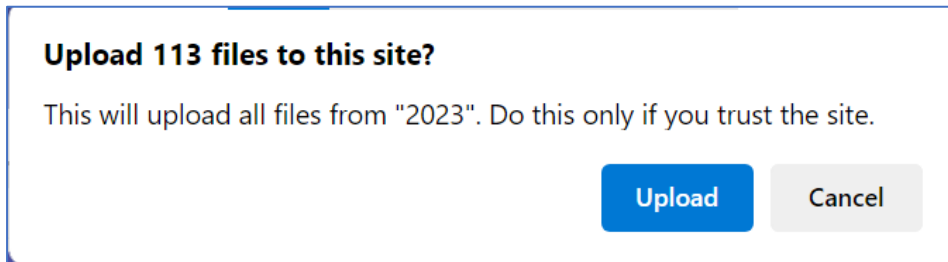 Upload 113 files to this site?
This will upload all files from "2023". Do this only if you trust the site.
Upload
Cancel